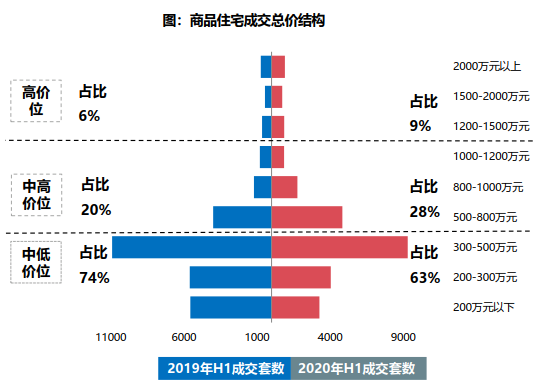 图：商品住宅成交总价结构
高价
位
占比
6%
占比
9%
2000万元以上
1500-2000万元
1200-1500万元
中高
价位
占比
20%
占比
28%
1000-1200万元
800-1000万元
500-800万元
中低
价位
占比
74%
占比
63%
300-500万元
200-300万元
200万元以下
11000 6000 1000 4000 9000
2019年H1成交套数 2020年H1成交套数